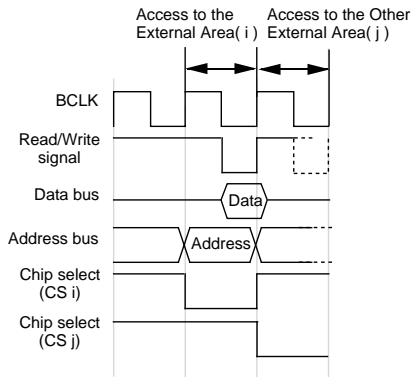 Access to the
External Area( i )
Access to the Other
External Area( j )
BCLK
Read/Write
signal
Data bus
Data
Address bus
Address
Chip select
(CS i)
Chip select
(CS j)